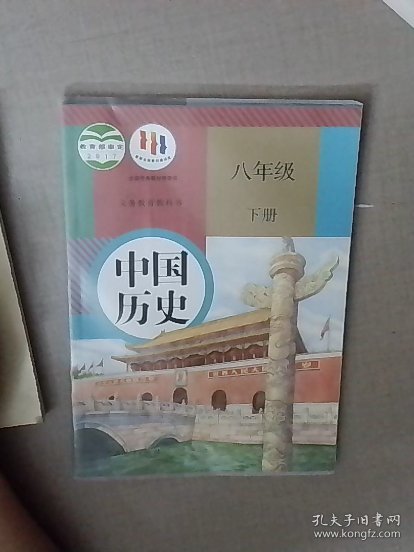 教育部审定
2017
义务教育教科书
八年级
下册
中国
历史
孔夫子旧书网
www.kongfz.com